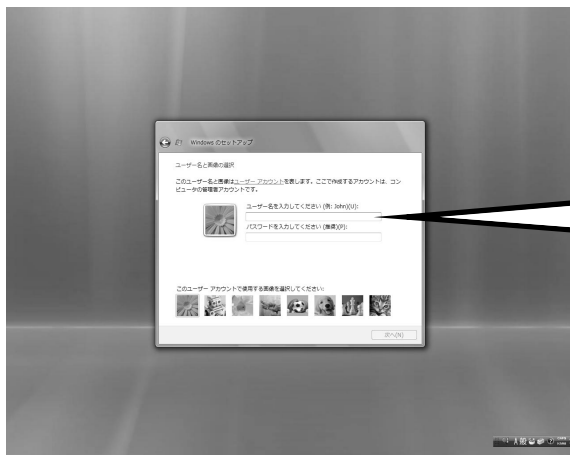 Windows のセットアップ
ユーザー名と画像の選択
このユーザー名と画像はユーザー アカウントを表します。ここで作成するアカウントは、コン
ピュータの管理者アカウントです。
ユーザー名を入力してください (例: John)(U):
パスワードを入力してください (推奨)(P):
このユーザー アカウントで使用する画像を選択してください:
次へ(N)